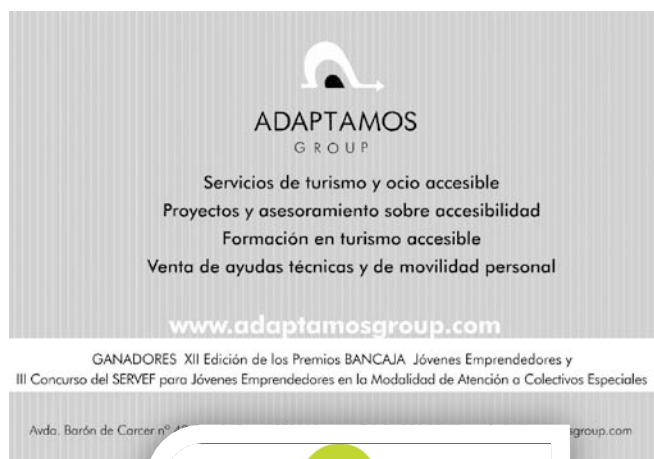 ADAPTAMOS
GROUP
Servicios de turismo y ocio accesible
Proyectos y asesoramiento sobre accesibilidad
Formación en turismo accesible
Venta de ayudas técnicas y de movilidad personal
www.adaptamosgroup.com
GANADORES XII Edición de los Premios BANCAJA Jóvenes Emprendedores y
III Concurso del SERVEF para Jóvenes Emprendedores en la Modalidad de Atención a Colectivos Especiales
Avda. Barón de Carcer nº sgroup.com